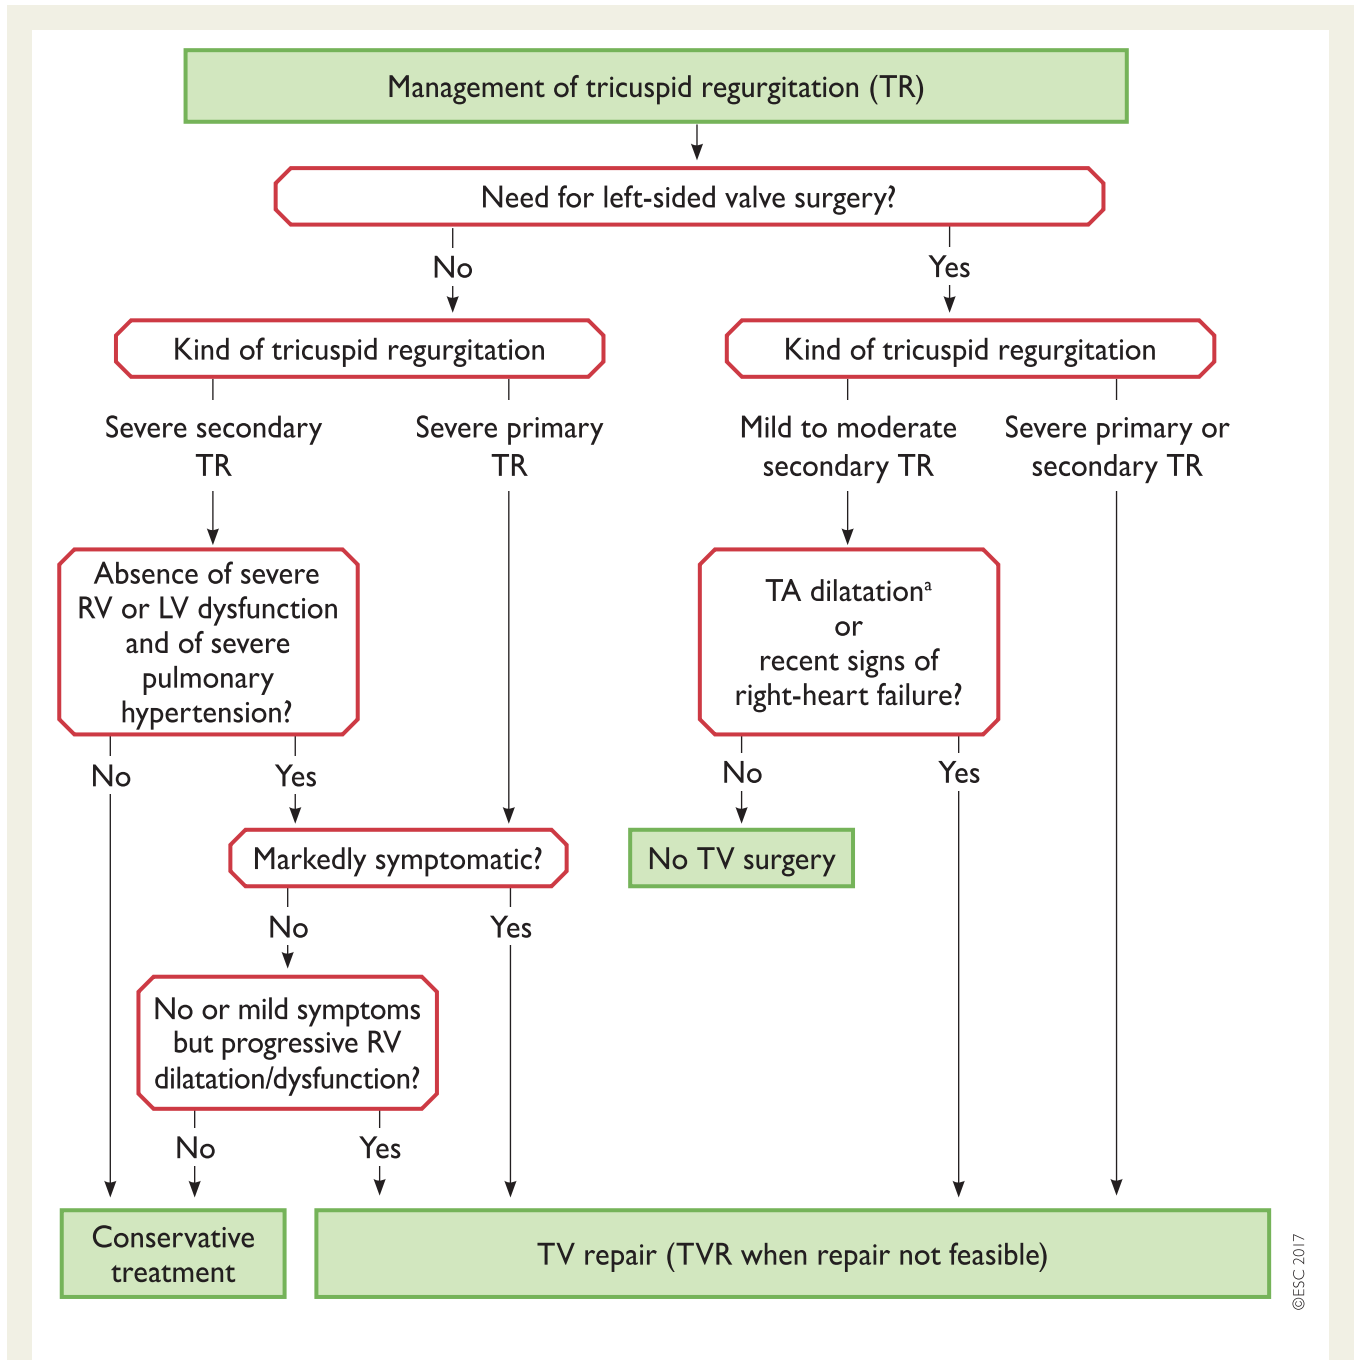 Management of tricuspid regurgitation (TR)
Need for left-sided valve surgery?
No
Yes
Kind of tricuspid regurgitation
Kind of tricuspid regurgitation
Severe secondary
TR
Severe primary
TR
Mild to moderate
secondary TR
Severe primary or
secondary TR
Absence of severe
RV or LV dysfunction
and of severe
pulmonary
hypertension?
TA dilatationᵃ
or
recent signs of
right-heart failure?
No
Yes
No
Yes
Markedly symptomatic?
No TV surgery
No
Yes
No or mild symptoms
but progressive RV
dilatation/dysfunction?
No
Yes
Conservative
treatment
TV repair (TVR when repair not feasible)
©ESC 2017